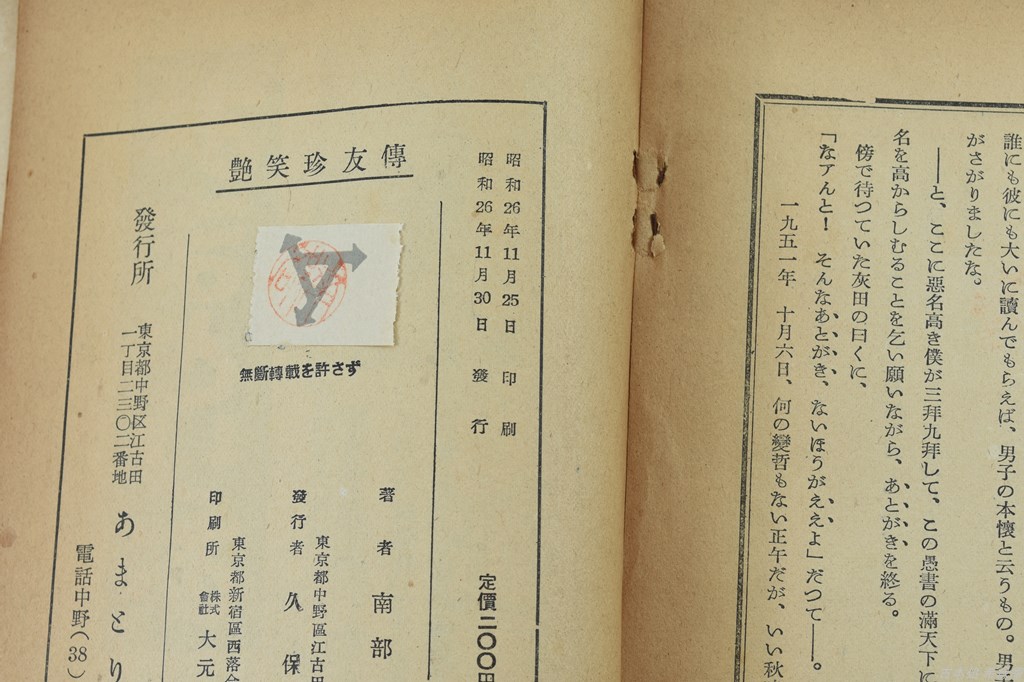 誰にも彼にも大いに讀んでもらえば、男子の本懷と云うもの。男
がさがりましたな。
――と、ここに惡名高き僕が三拜九拜して、この愚書の滿天下に
名を高からしむることを乞い願いながら、あとがきを終る。
傍で待つていた灰田の曰くに、
「なアんと！　そんなあとがき、ないほうがええよ」だつて――。
一九五一年　十月六日、何の變哲もない正午だが、いい秋
艶笑珍友傳
昭和26年11月25日　印刷
昭和26年11月30日　發行
定價二〇〇
無斷轉載を許さず
著者　南部
發行者　久保
東京都中野區江古田
印刷所　株式會社　大元
東京都新宿區西落合
發行所　あまとり
東京都中野区江古田
一丁目二三〇二番地
電話中野(38)